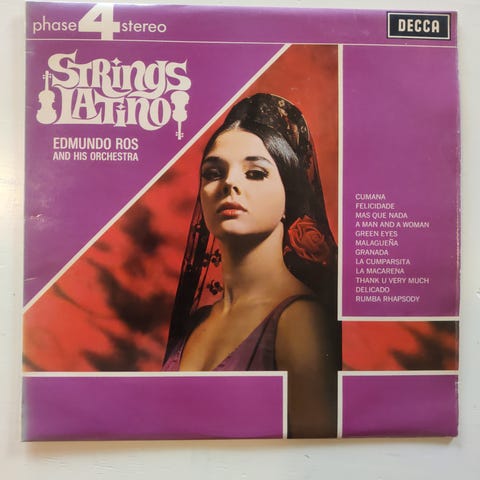 phase 4 stereo
DECCA
Strings
Latino
EDMUNDO ROS
AND HIS ORCHESTRA
CUMANA
FELICIDADE
MAS QUE NADA
A MAN AND A WOMAN
GREEN EYES
MALAGUEÑA
GRANADA
LA CUMPARSITA
LA MACARENA
THANK U VERY MUCH
DELICADO
RUMBA RHAPSODY